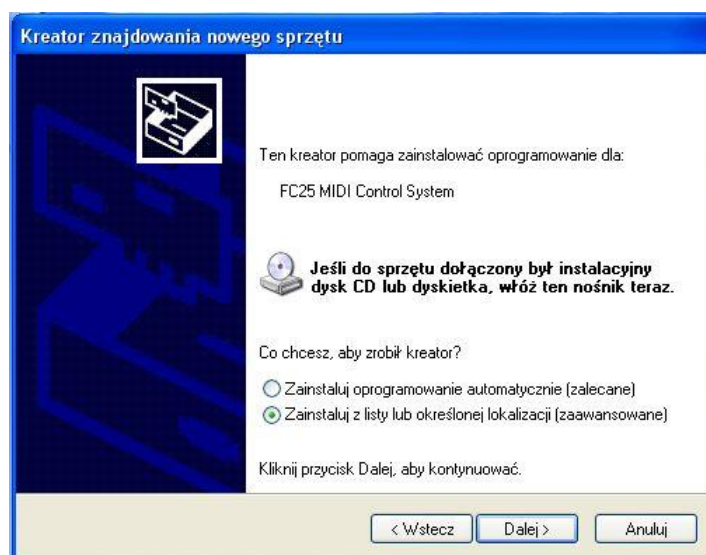 Kreator znajdowania nowego sprzętu
Ten kreator pomaga zainstalować oprogramowanie dla:
FC25 MIDI Control System
Jeśli do sprzętu dołączony był instalacyjny
dysk CD lub dyskietka, włóż ten nośnik teraz.
Co chcesz, aby zrobił kreator?
Zainstaluj oprogramowanie automatycznie (zalecane)
Zainstaluj z listy lub określonej lokalizacji (zaawansowane)
Kliknij przycisk Dalej, aby kontynuować.
< Wstecz Dalej > Anuluj